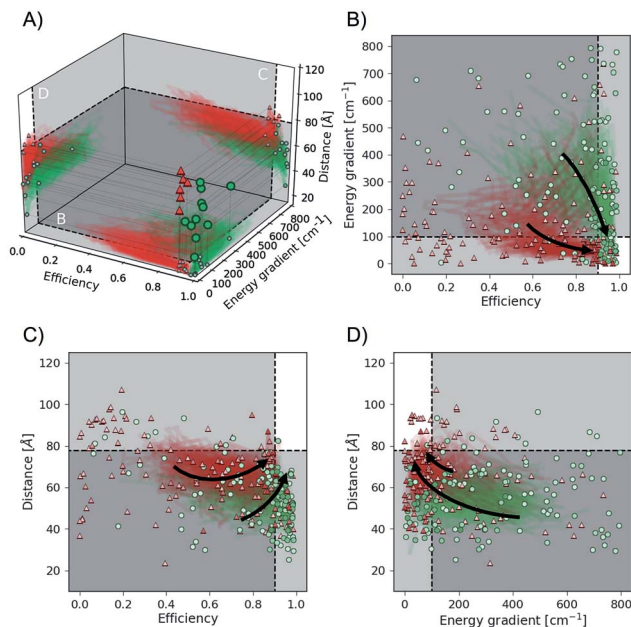 A)
D
C
B
120
100
80
60
40
20
Distance [Å]
0.0
0.2
0.4
0.6
0.8
1.0
Efficiency
0
100
200
300
400
500
600
700
800
Energy gradient [cm⁻¹]
B)
800
700
600
500
400
300
200
100
0
Energy gradient [cm⁻¹]
0.0 0.2 0.4 0.6 0.8 1.0
Efficiency
C)
120
100
80
60
40
20
Distance [Å]
0.0 0.2 0.4 0.6 0.8 1.0
Efficiency
D)
120
100
80
60
40
20
Distance [Å]
0 200 400 600 800
Energy gradient [cm⁻¹]